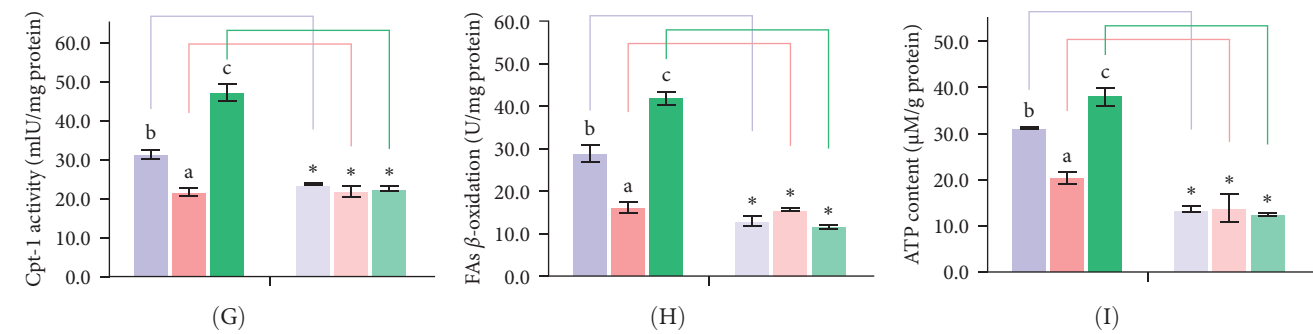 Cpt-1 activity (mlU/mg protein)
60.0
50.0
40.0
30.0
20.0
10.0
0.0
b
a
c
* * *
(G)
FAs β-oxidation (U/mg protein)
60.0
50.0
40.0
30.0
20.0
10.0
0.0
b
a
c
* * *
(H)
ATP content (μM/g protein)
50.0
40.0
30.0
20.0
10.0
0.0
b
a
c
* * *
(I)